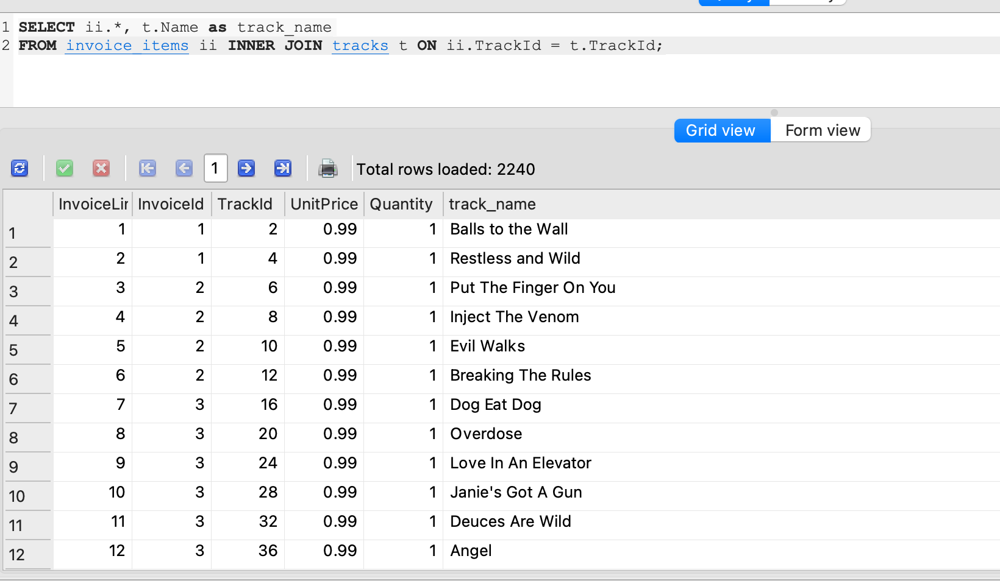 1 SELECT ii.*, t.Name as track_name
2 FROM invoice_items ii INNER JOIN tracks t ON ii.TrackId = t.TrackId;
Grid view Form view
1 Total rows loaded: 2240
InvoiceLin InvoiceId TrackId UnitPrice Quantity track_name
1 1 1 2 0.99 1 Balls to the Wall
2 2 1 4 0.99 1 Restless and Wild
3 3 2 6 0.99 1 Put The Finger On You
4 4 2 8 0.99 1 Inject The Venom
5 5 2 10 0.99 1 Evil Walks
6 6 2 12 0.99 1 Breaking The Rules
7 7 3 16 0.99 1 Dog Eat Dog
8 8 3 20 0.99 1 Overdose
9 9 3 24 0.99 1 Love In An Elevator
10 10 3 28 0.99 1 Janie's Got A Gun
11 11 3 32 0.99 1 Deuces Are Wild
12 12 3 36 0.99 1 Angel